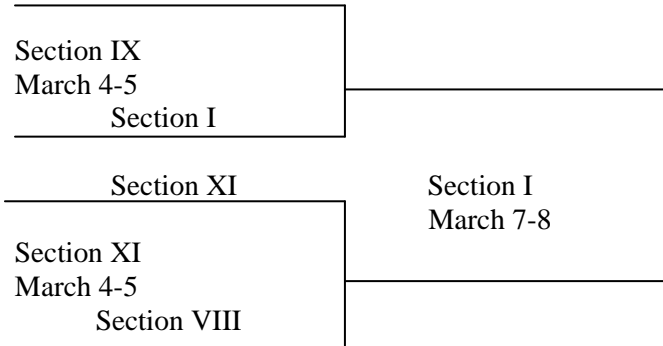 Section IX
March 4-5
Section I
Section XI
Section I
March 7-8
Section XI
March 4-5
Section VIII